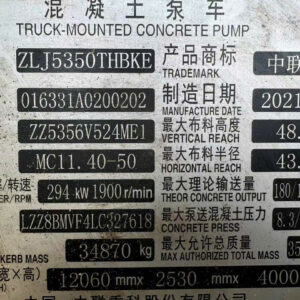 混凝土泵车
TRUCK-MOUNTED CONCRETE PUMP
ZLJ5350THBKE 产品商标 中联
TRADEMARK
016331A0200202 制造日期 2021
MANUFACTURE DATE
ZZ5356V524ME1 最大布料高度 48.
VERTICAL REACH
MC11.40-50 最大布料半径 43.
HORIZONTAL REACH
率/转速 294 kW 1900 r/min 理论输送量 180/1
ER/RPM THEOR CONCRETE OUTPUT
LZZ8BMVF4LC327618 最大泵送混凝土压力 8.3
CONCRETE PRESS
34870 kg 最大允许总质量 35
KERB MASS MAX AUTHORIZED TOTAL MASS
宽×高) 12060 mm× 2530 mm× 4000